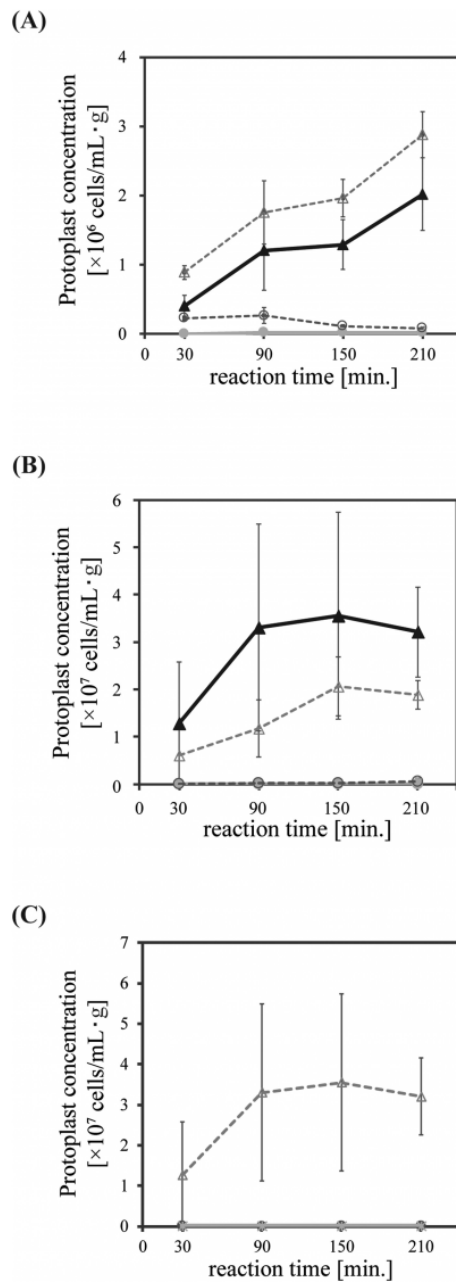 (A)
Protoplast concentration
[×10⁶ cells/mL・g]
4
3
2
1
0
0 30 90 150 210
reaction time [min.]
(B)
Protoplast concentration
[×10⁷ cells/mL・g]
6
5
4
3
2
1
0
0 30 90 150 210
reaction time [min.]
(C)
Protoplast concentration
[×10⁷ cells/mL・g]
7
6
5
4
3
2
1
0
0 30 90 150 210
reaction time [min.]